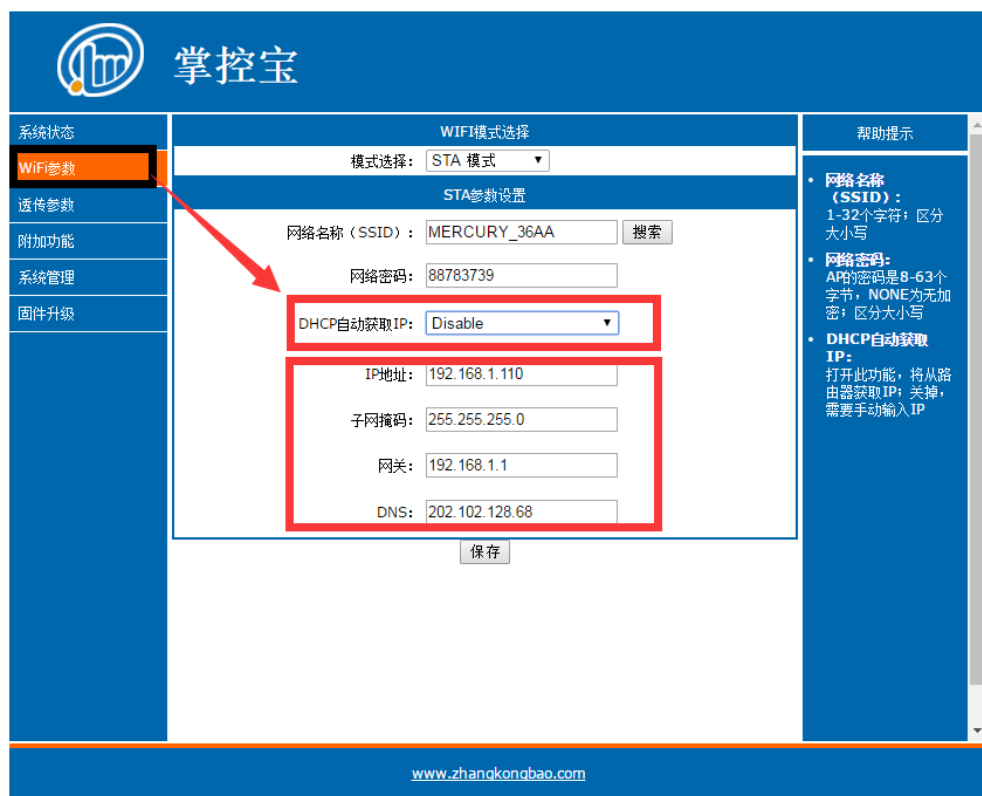 掌控宝
系统状态
WiFi参数
透传参数
附加功能
系统管理
固件升级
WIFI模式选择
模式选择: STA 模式
STA参数设置
网络名称(SSID): MERCURY_36AA 搜索
网络密码: 88783739
DHCP自动获取IP: Disable
IP地址: 192.168.1.110
子网掩码: 255.255.255.0
网关: 192.168.1.1
DNS: 202.102.128.68
保存
帮助提示
• 网络名称
(SSID):
1-32个字符;区分
大小写
• 网络密码:
AP的密码是8-63个
字节,NONE为无加
密;区分大小写
• DHCP自动获取
IP:
打开此功能,将从路
由器获取IP;关掉,
需要手动输入IP
www.zhangkongbao.com